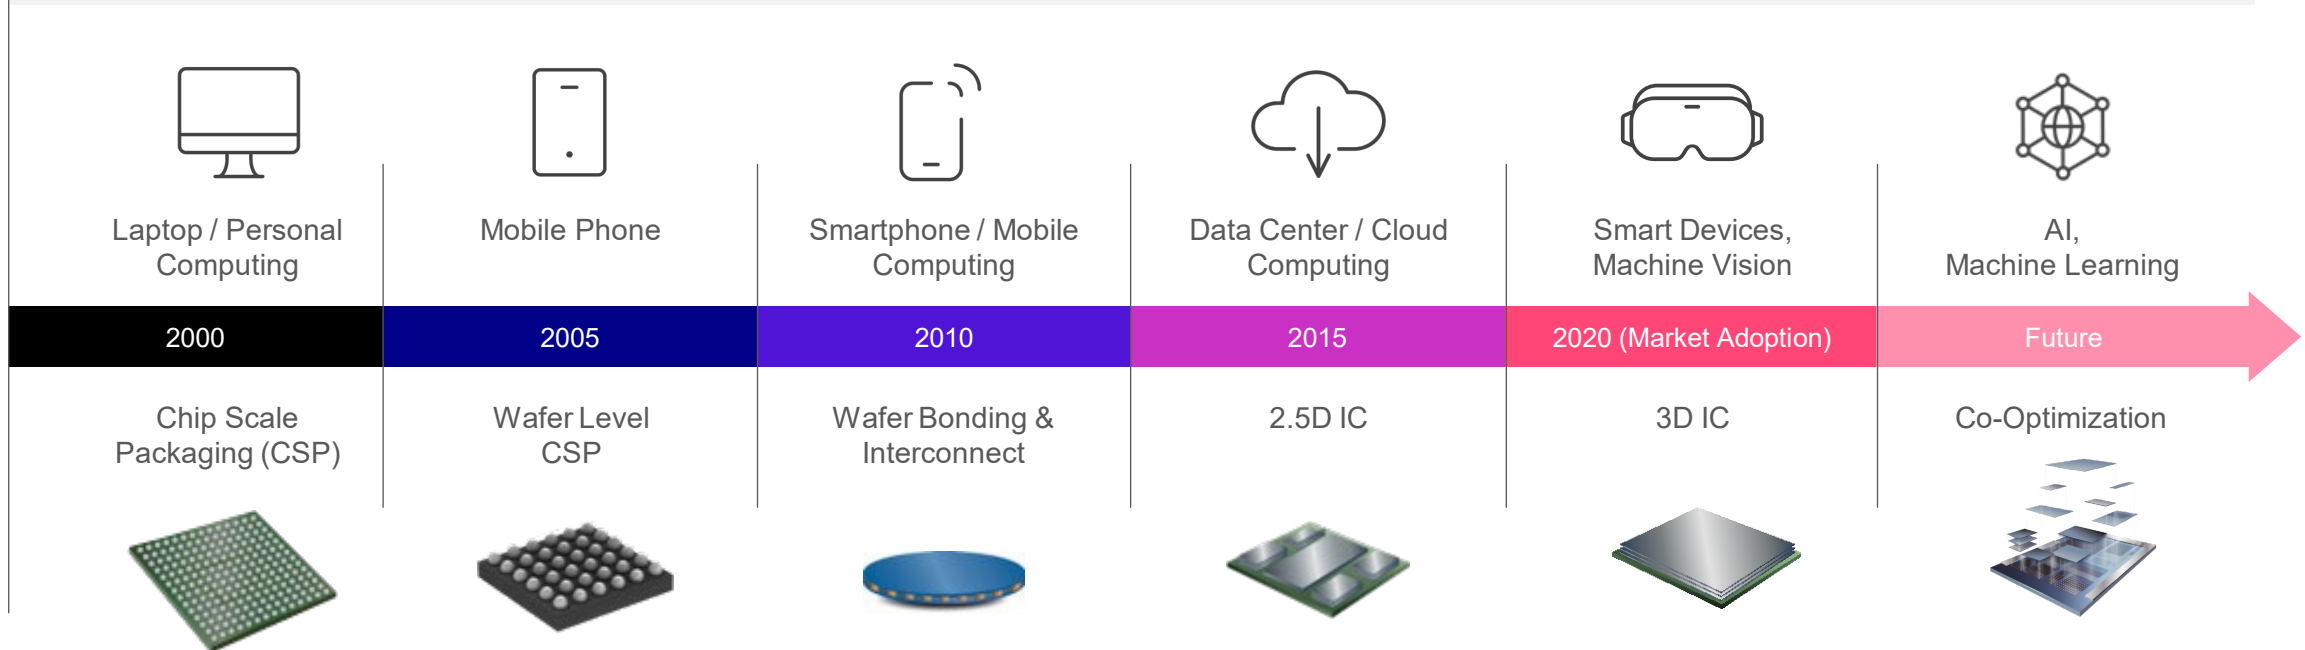 Laptop / Personal
Computing
Mobile Phone
Smartphone / Mobile
Computing
Data Center / Cloud
Computing
Smart Devices,
Machine Vision
AI,
Machine Learning
2000
2005
2010
2015
2020 (Market Adoption)
Future
Chip Scale
Packaging (CSP)
Wafer Level
CSP
Wafer Bonding &
Interconnect
2.5D IC
3D IC
Co-Optimization